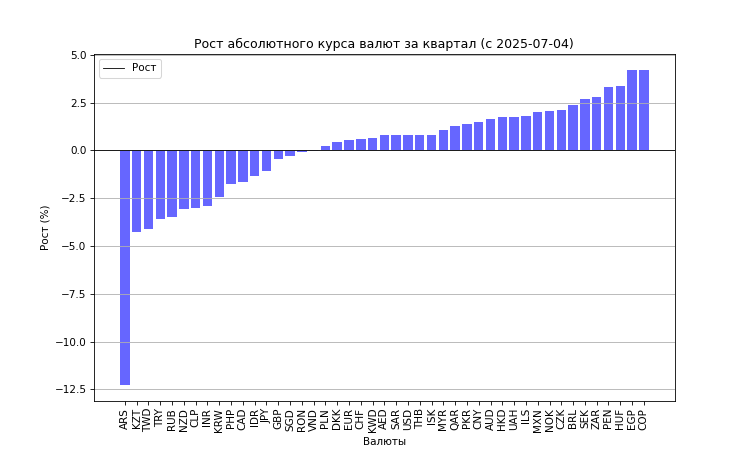 Рост абсолютного курса валют за квартал (с 2025-07-04)
Рост
5.0
2.5
0.0
−2.5
−5.0
−7.5
−10.0
−12.5
Рост (%)
ARS KZT TWD TRY RUB NZD CLP INR KRW PHP CAD IDR JPY GBP SGD RON VND PLN DKK EUR CHF KWD AED SAR USD THB ISK MYR QAR PKR CNY AUD HKD UAH ILS MXN NOK CZK BRL SEK ZAR PEN HUF EGP COP
Валюты